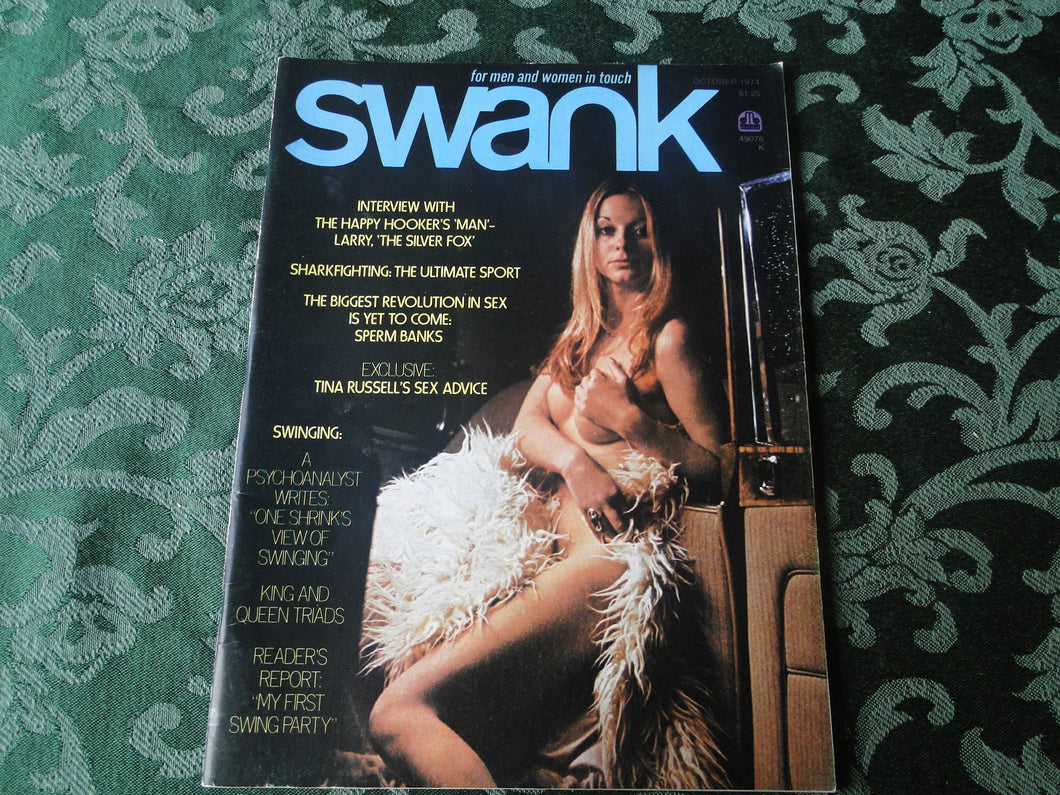 for men and women in touch
swank
OCTOBER 1974
$1.25
49076
K
INTERVIEW WITH
THE HAPPY HOOKER'S 'MAN'–
LARRY, 'THE SILVER FOX'
SHARKFIGHTING: THE ULTIMATE SPORT
THE BIGGEST REVOLUTION IN SEX
IS YET TO COME:
SPERM BANKS
EXCLUSIVE:
TINA RUSSELL'S SEX ADVICE
SWINGING:
A
PSYCHOANALYST
WRITES;
"ONE SHRINK'S
VIEW OF
SWINGING"
KING AND
QUEEN TRIADS
READER'S
REPORT:
"MY FIRST
SWING PARTY"